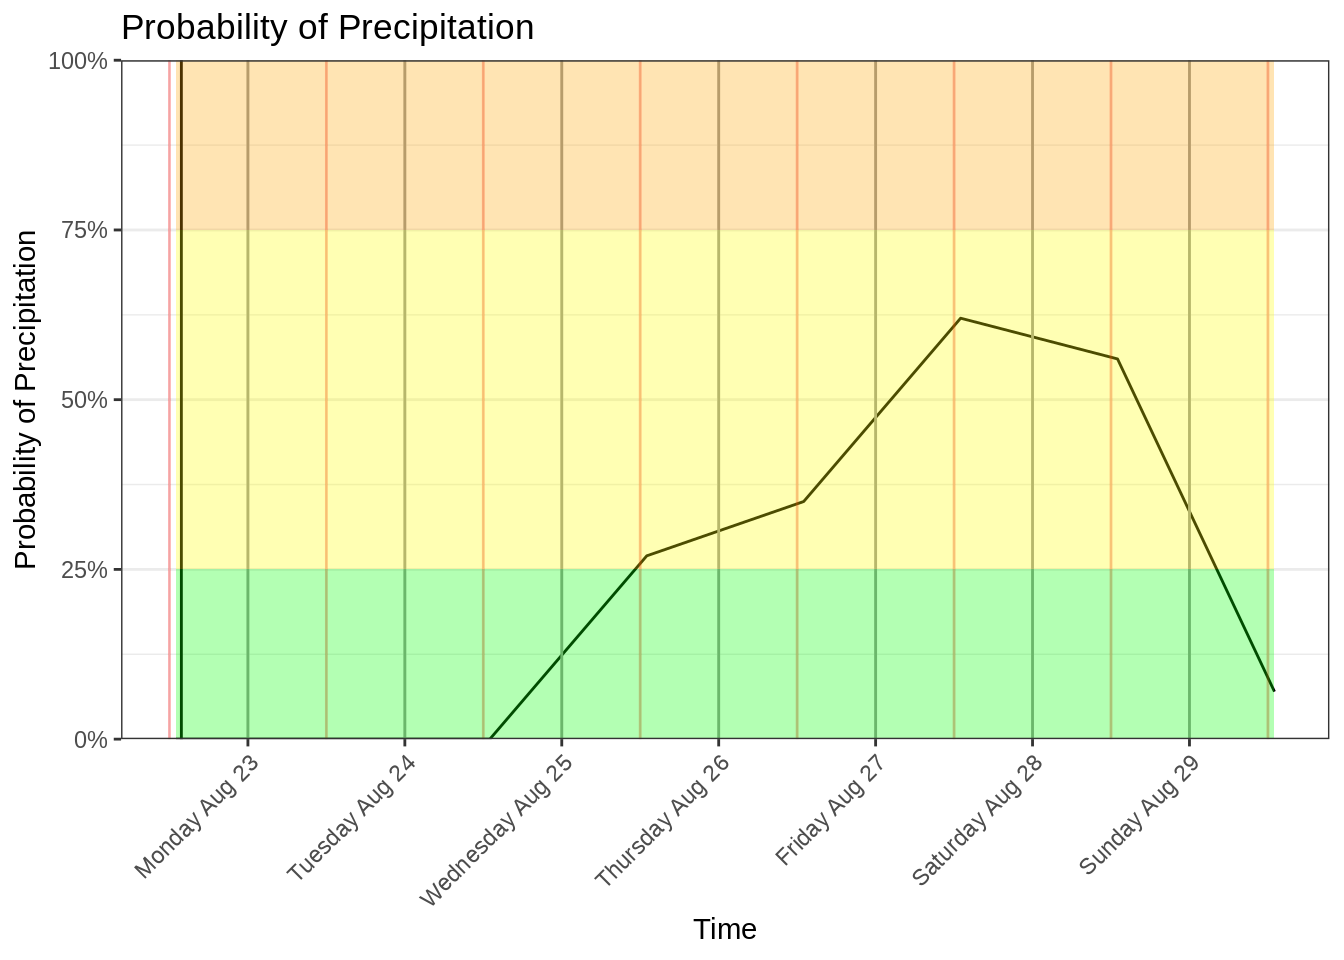 Probability of Precipitation
Probability of Precipitation
100%
75%
50%
25%
0%
Monday Aug 23
Tuesday Aug 24
Wednesday Aug 25
Thursday Aug 26
Friday Aug 27
Saturday Aug 28
Sunday Aug 29
Time